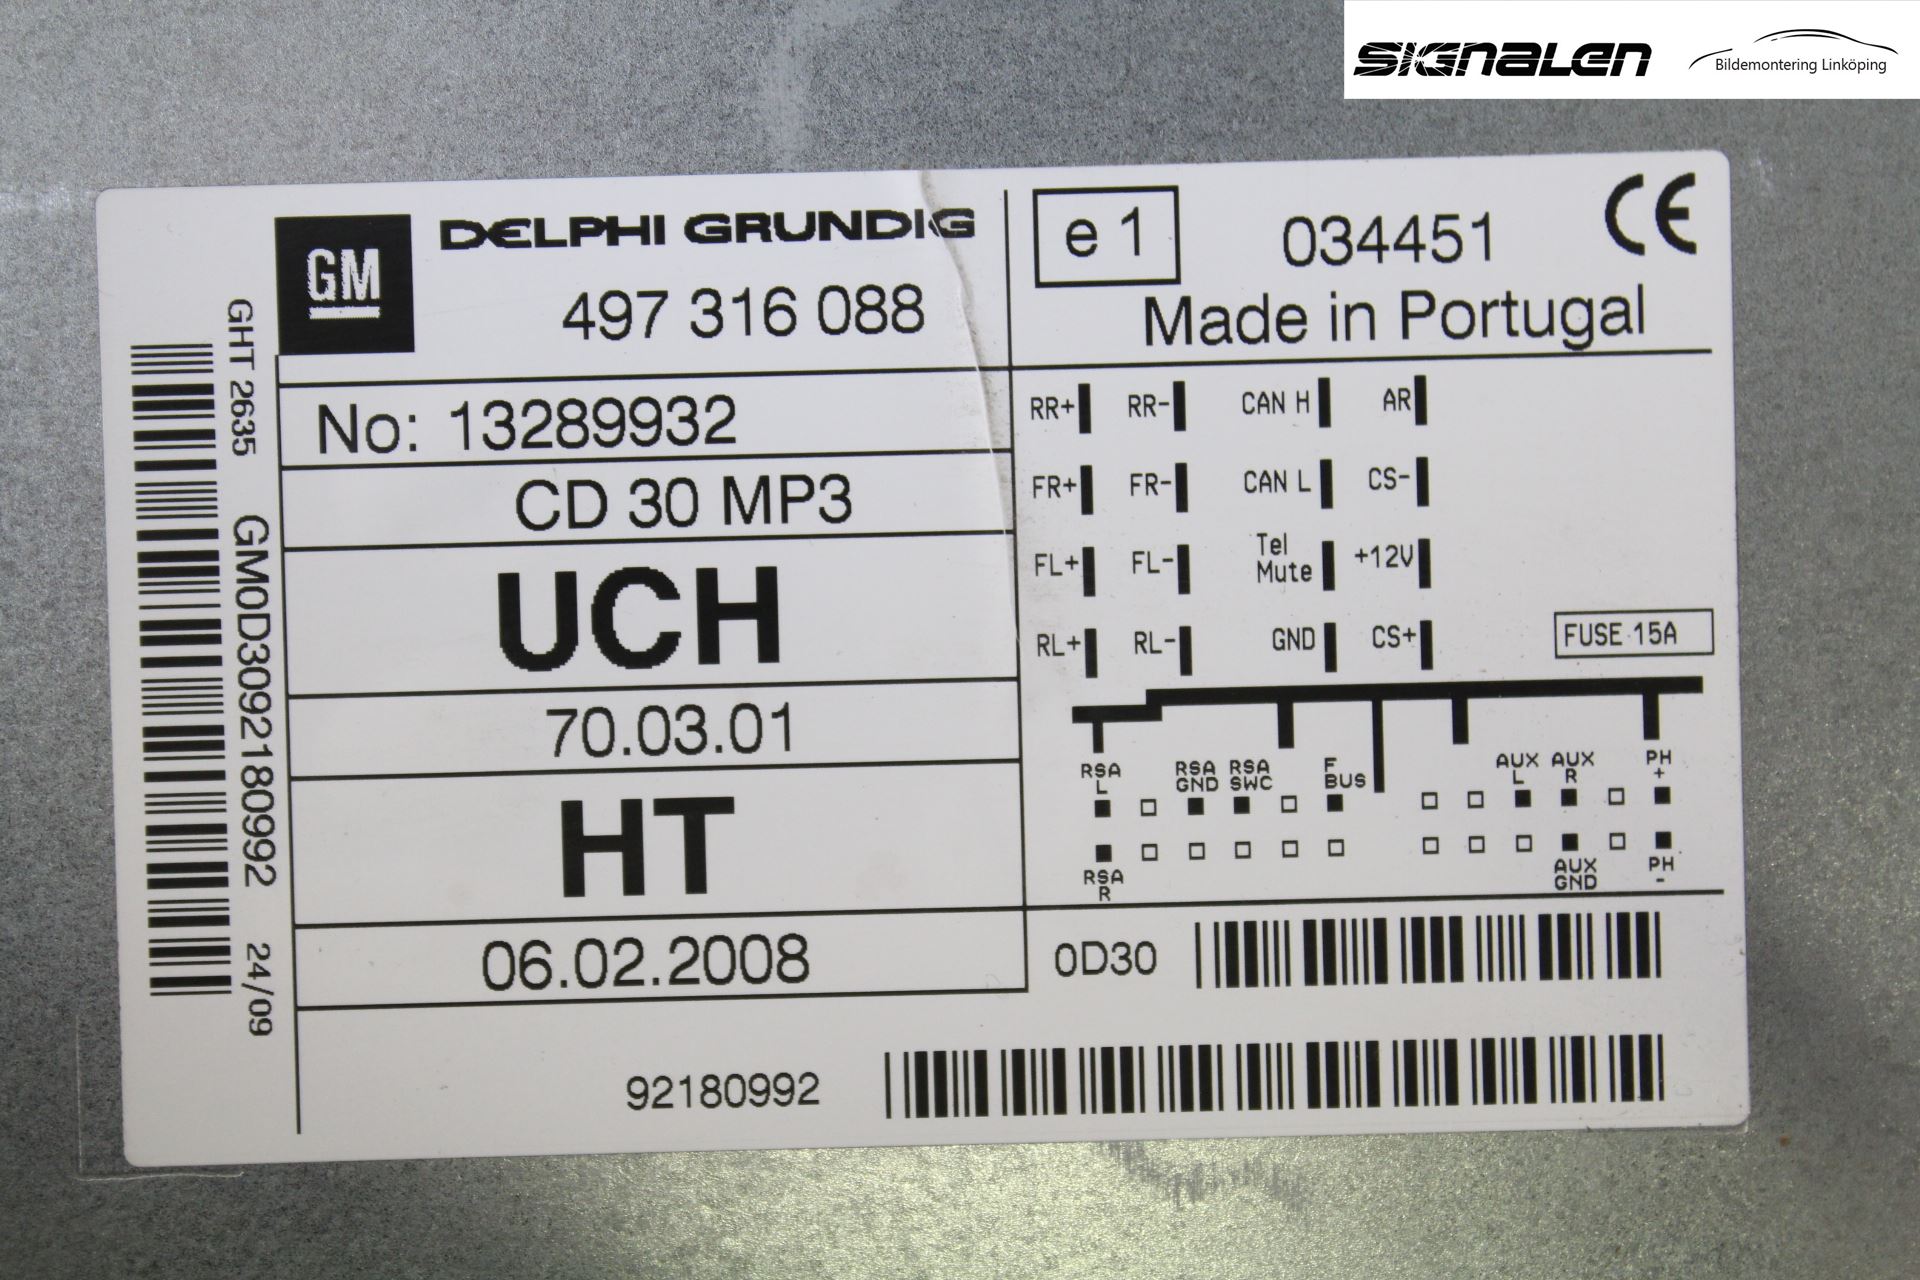 SIGNALEN
Bildemontering Linköping
GM
DELPHI GRUNDIG
497 316 088
e 1
034451
CE
Made in Portugal
GHT 2635 GM0D3092180992 24/09
No: 13289932
CD 30 MP3
UCH
70.03.01
HT
06.02.2008
RR+ RR- CAN H AR
FR+ FR- CAN L CS-
FL+ FL- Tel Mute +12V
RL+ RL- GND CS+
FUSE 15A
RSA L RSA GND RSA SWC F BUS AUX L AUX R PH +
RSA R AUX GND PH -
0D30
92180992